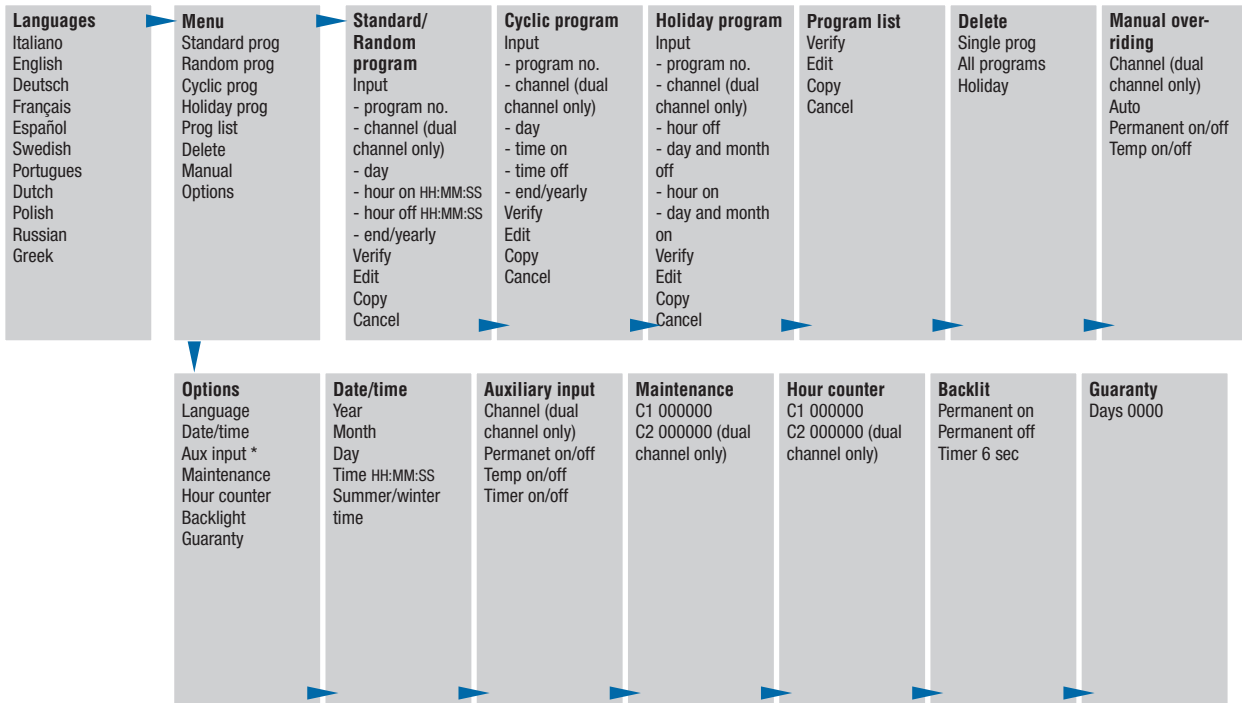 Languages
Italiano
English
Deutsch
Français
Español
Swedish
Portugues
Dutch
Polish
Russian
Greek
Menu
Standard prog
Random prog
Cyclic prog
Holiday prog
Prog list
Delete
Manual
Options
Standard/
Random
program
Input
- program no.
- channel (dual
channel only)
- day
- hour on HH:MM:SS
- hour off HH:MM:SS
- end/yearly
Verify
Edit
Copy
Cancel
Cyclic program
Input
- program no.
- channel (dual
channel only)
- day
- time on
- time off
- end/yearly
Verify
Edit
Copy
Cancel
Holiday program
Input
- program no.
- channel (dual
channel only)
- hour off
- day and month
off
- hour on
- day and month
on
Verify
Edit
Copy
Cancel
Program list
Verify
Edit
Copy
Cancel
Delete
Single prog
All programs
Holiday
Manual over-
riding
Channel (dual
channel only)
Auto
Permanent on/off
Temp on/off
Options
Language
Date/time
Aux input *
Maintenance
Hour counter
Backlight
Guaranty
Date/time
Year
Month
Day
Time HH:MM:SS
Summer/winter
time
Auxiliary input
Channel (dual
channel only)
Permanet on/off
Temp on/off
Timer on/off
Maintenance
C1 000000
C2 000000 (dual
channel only)
Hour counter
C1 000000
C2 000000 (dual
channel only)
Backlit
Permanent on
Permanent off
Timer 6 sec
Guaranty
Days 0000